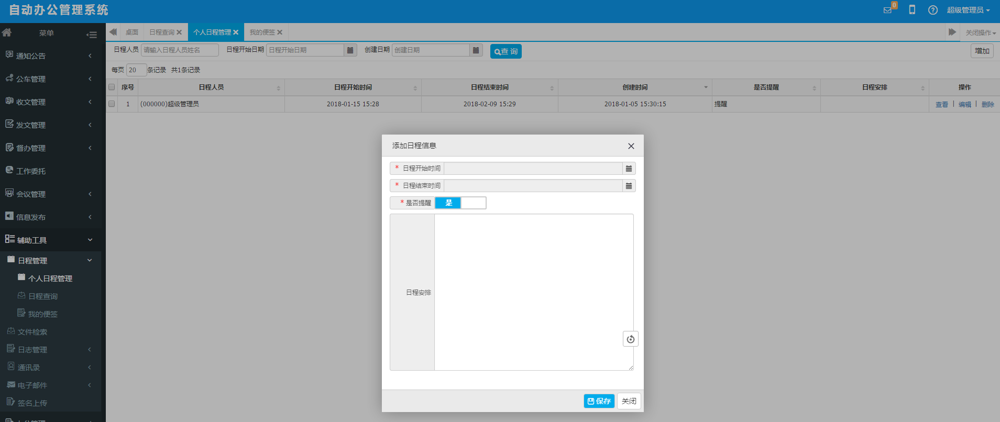 自动办公管理系统
0
超级管理员
菜单
桌面
日程查询
个人日程管理
我的便签
关闭操作
日程人员 请输入日程人员姓名 日程开始日期 日程开始日期 创建日期 创建日期 查 询 增加
每页 20 条记录 共1条记录
序号 日程人员 日程开始时间 日程结束时间 创建时间 是否提醒 日程安排 操作
1 (000000)超级管理员 2018-01-15 15:28 2018-02-09 15:29 2018-01-05 15:30:15 提醒 查看 | 编辑 | 删除
通知公告
公车管理
收文管理
发文管理
督办管理
工作委托
会议管理
信息发布
辅助工具
日程管理
个人日程管理
日程查询
我的便签
文件检索
日志管理
通讯录
电子邮件
签名上传
添加日程信息
* 日程开始时间
* 日程结束时间
* 是否提醒 是
日程安排
保存 关闭